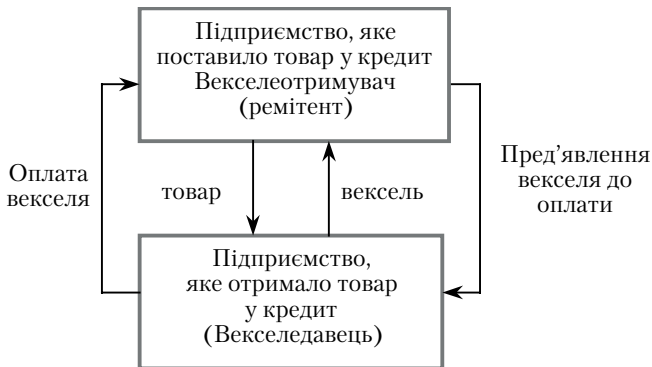 Підприємство, яке
поставило товар у кредит
Векселеотримувач
(ремітент)
Оплата
векселя
товар
вексель
Пред’явлення
векселя до
оплати
Підприємство,
яке отримало товар
у кредит
(Векселедавець)